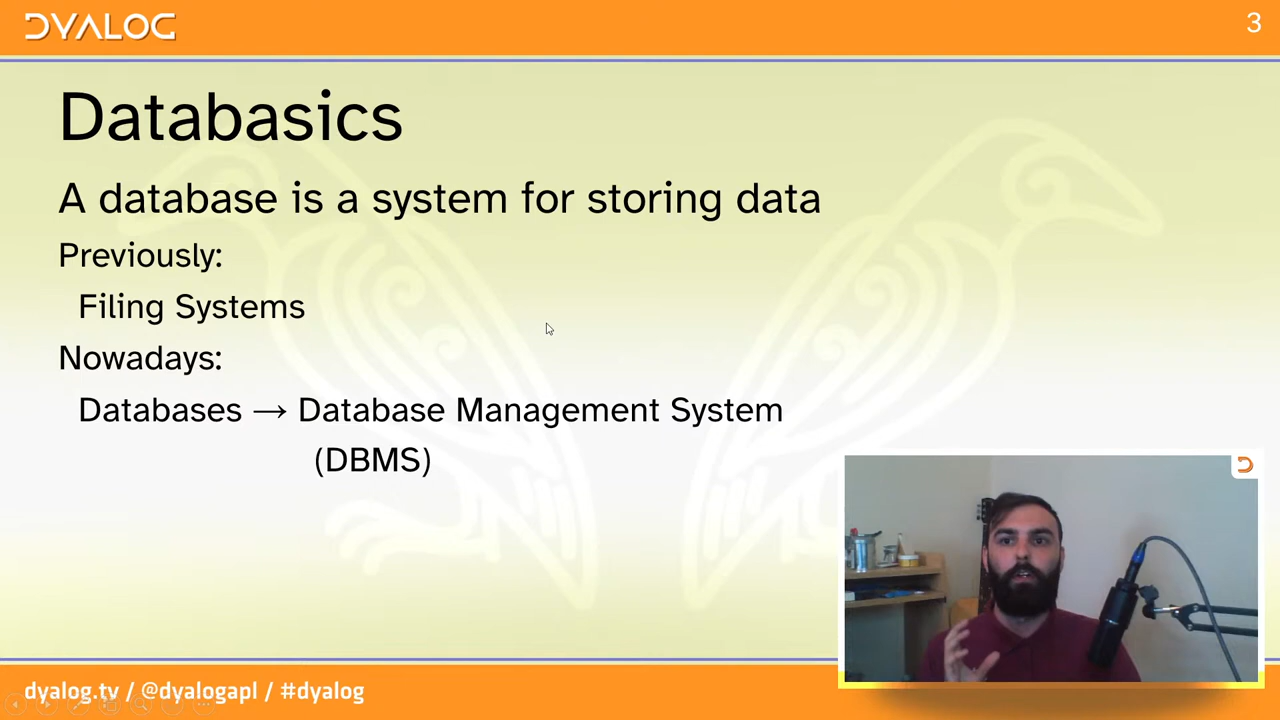 DYALOG
3
Databasics
A database is a system for storing data
Previously:
Filing Systems
Nowadays:
Databases → Database Management System
(DBMS)
dyalog.tv / @dyalogapl / #dyalog